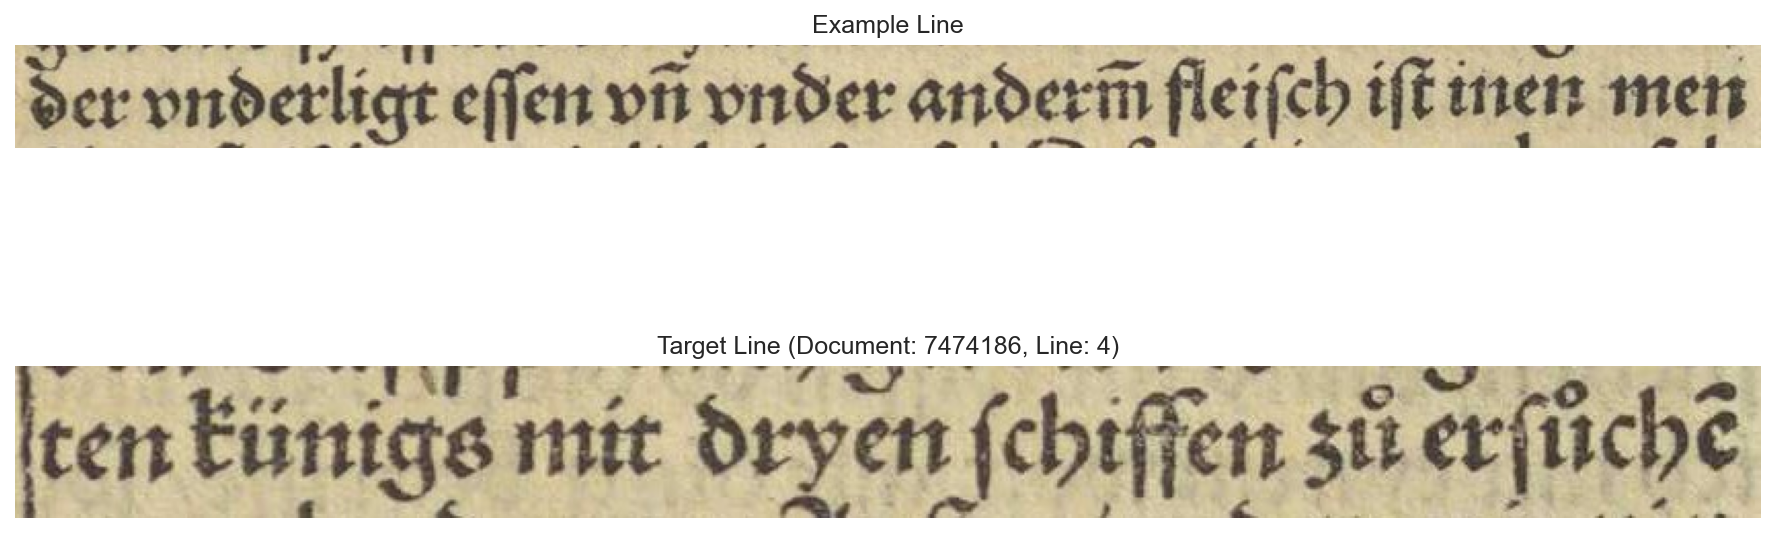 Example Line
der vnderligt eſſen vn̄ vnder anderm̄ fleiſch iſt inen men
Target Line (Document: 7474186, Line: 4)
ten künigs mit dryen ſchiffen zů erſůchē